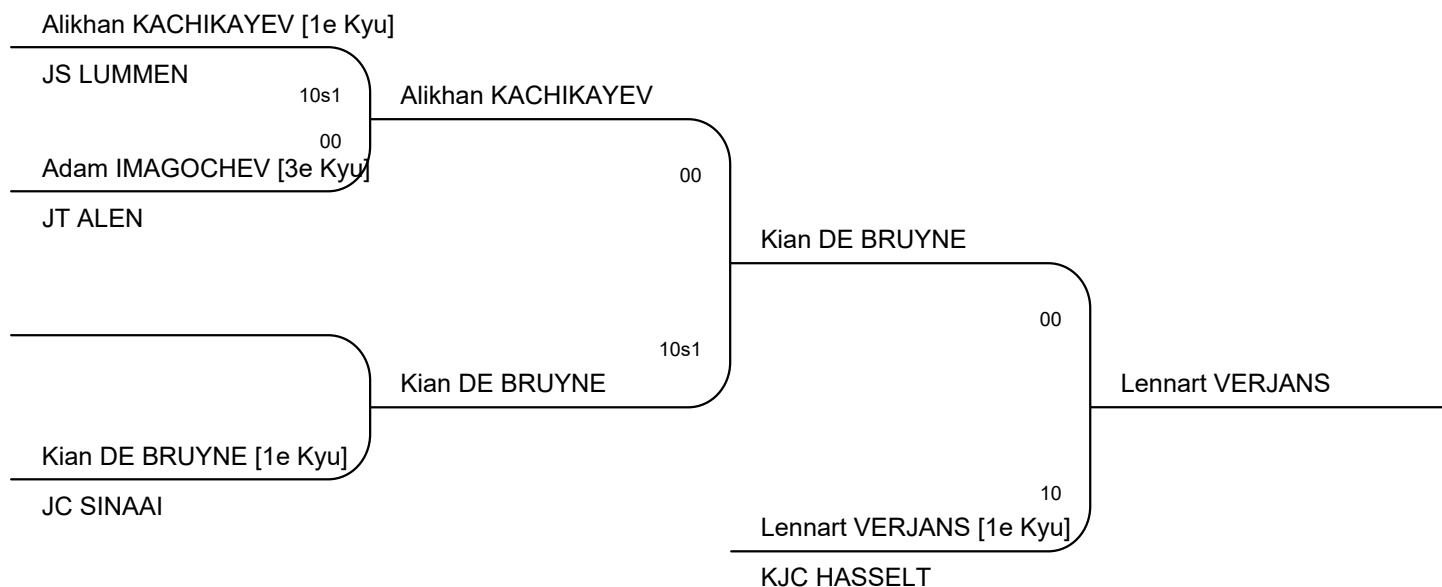 Alikhan KACHIKAYEV [1e Kyu]
JS LUMMEN
10s1
Alikhan KACHIKAYEV
00
Adam IMAGOCHEV [3e Kyu]
JT ALEN
00
Kian DE BRUYNE
00
10s1
Kian DE BRUYNE
Lennart VERJANS
Kian DE BRUYNE [1e Kyu]
JC SINAAI
10
Lennart VERJANS [1e Kyu]
KJC HASSELT